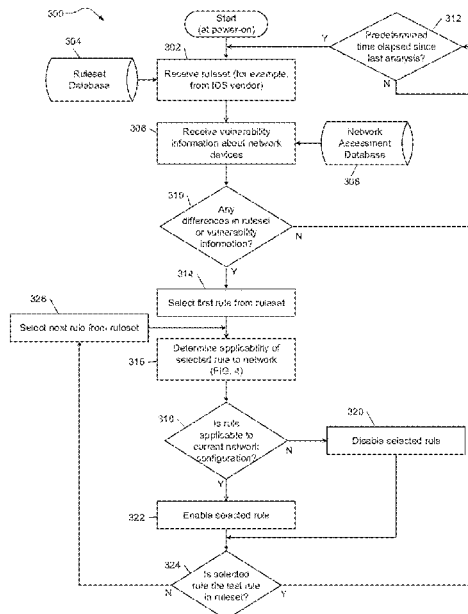 300
Start
(at power-on)
304
Ruleset
Database
302
Receive ruleset (for example,
from IDS vendor)
312
Predetermined
time elapsed since
last analysis?
Y
N
306
Receive vulnerability
information about network
devices
Network
Assessment
Database
308
310
Any
differences in ruleset
or vulnerability
information?
N
Y
314
Select first rule from ruleset
326
Select next rule from ruleset
316
Determine applicability of
selected rule to network
(FIG. 4)
318
Is rule
applicable to
current network
configuration?
N
Y
320
Disable selected rule
322
Enable selected rule
324
Is selected
rule the last rule
in ruleset?
N
Y